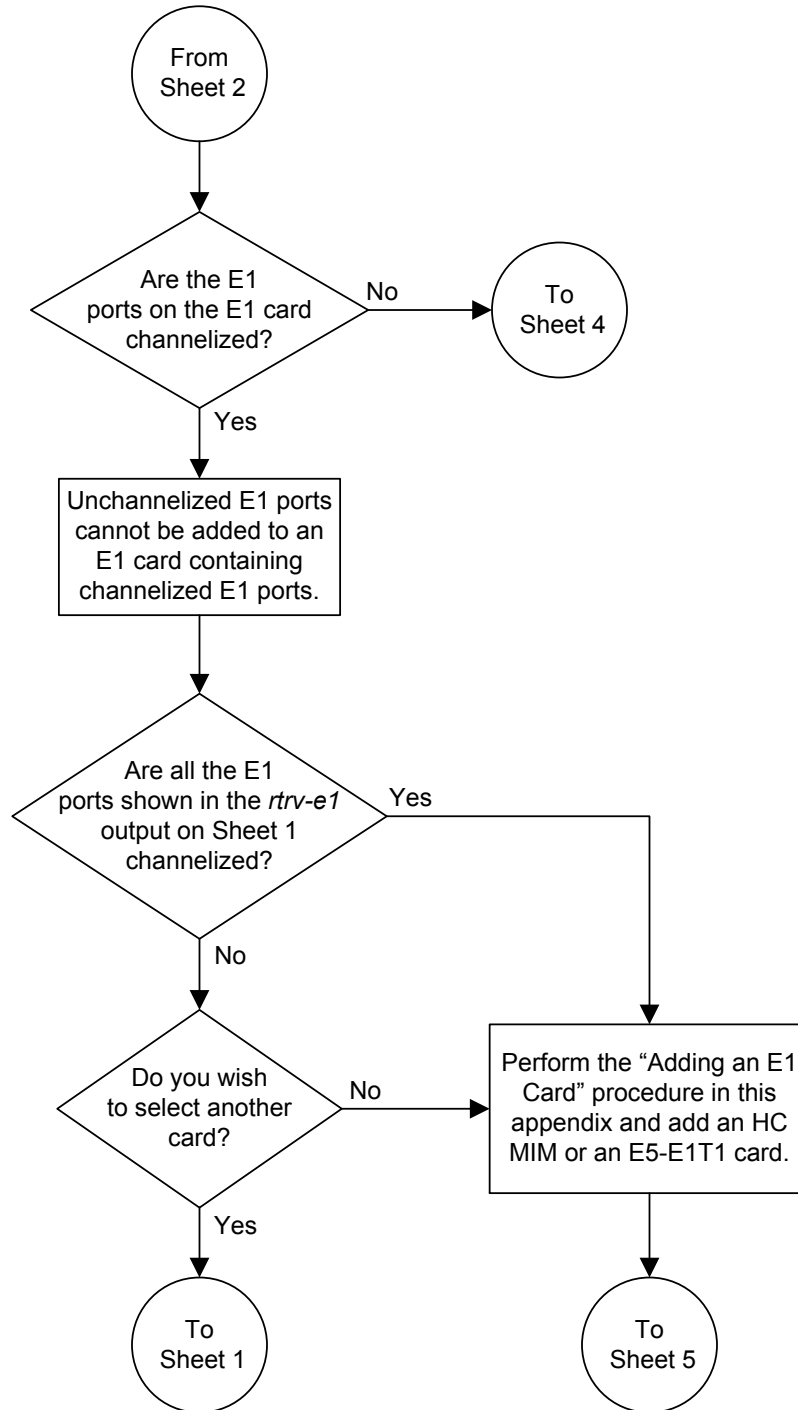 From
Sheet 2
Are the E1
ports on the E1 card
channelized?
No
To
Sheet 4
Yes
Unchannelized E1 ports
cannot be added to an
E1 card containing
channelized E1 ports.
Are all the E1
ports shown in the rtrv-e1
output on Sheet 1
channelized?
Yes
No
Do you wish
to select another
card?
No
Perform the “Adding an E1
Card” procedure in this
appendix and add an HC
MIM or an E5-E1T1 card.
Yes
To
Sheet 1
To
Sheet 5